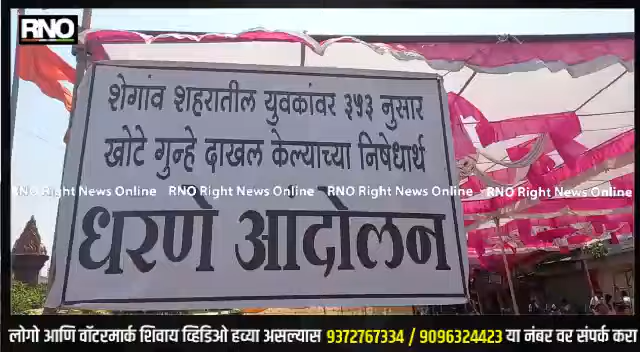 RNO
शेगांव शहरातील युवकांवर ३५३ नुसार
खोटे गुन्हे दाखल केल्याच्या निषेधार्थ
RNO Right News Online RNO Right News Online RNO Right News Online RNO Right News Online
धरणे आदोलन
लोगो आणि वॉटरमार्क शिवाय व्हिडिओ हव्या असल्यास 9372767334 / 9096324423 या नंबर वर संपर्क करा